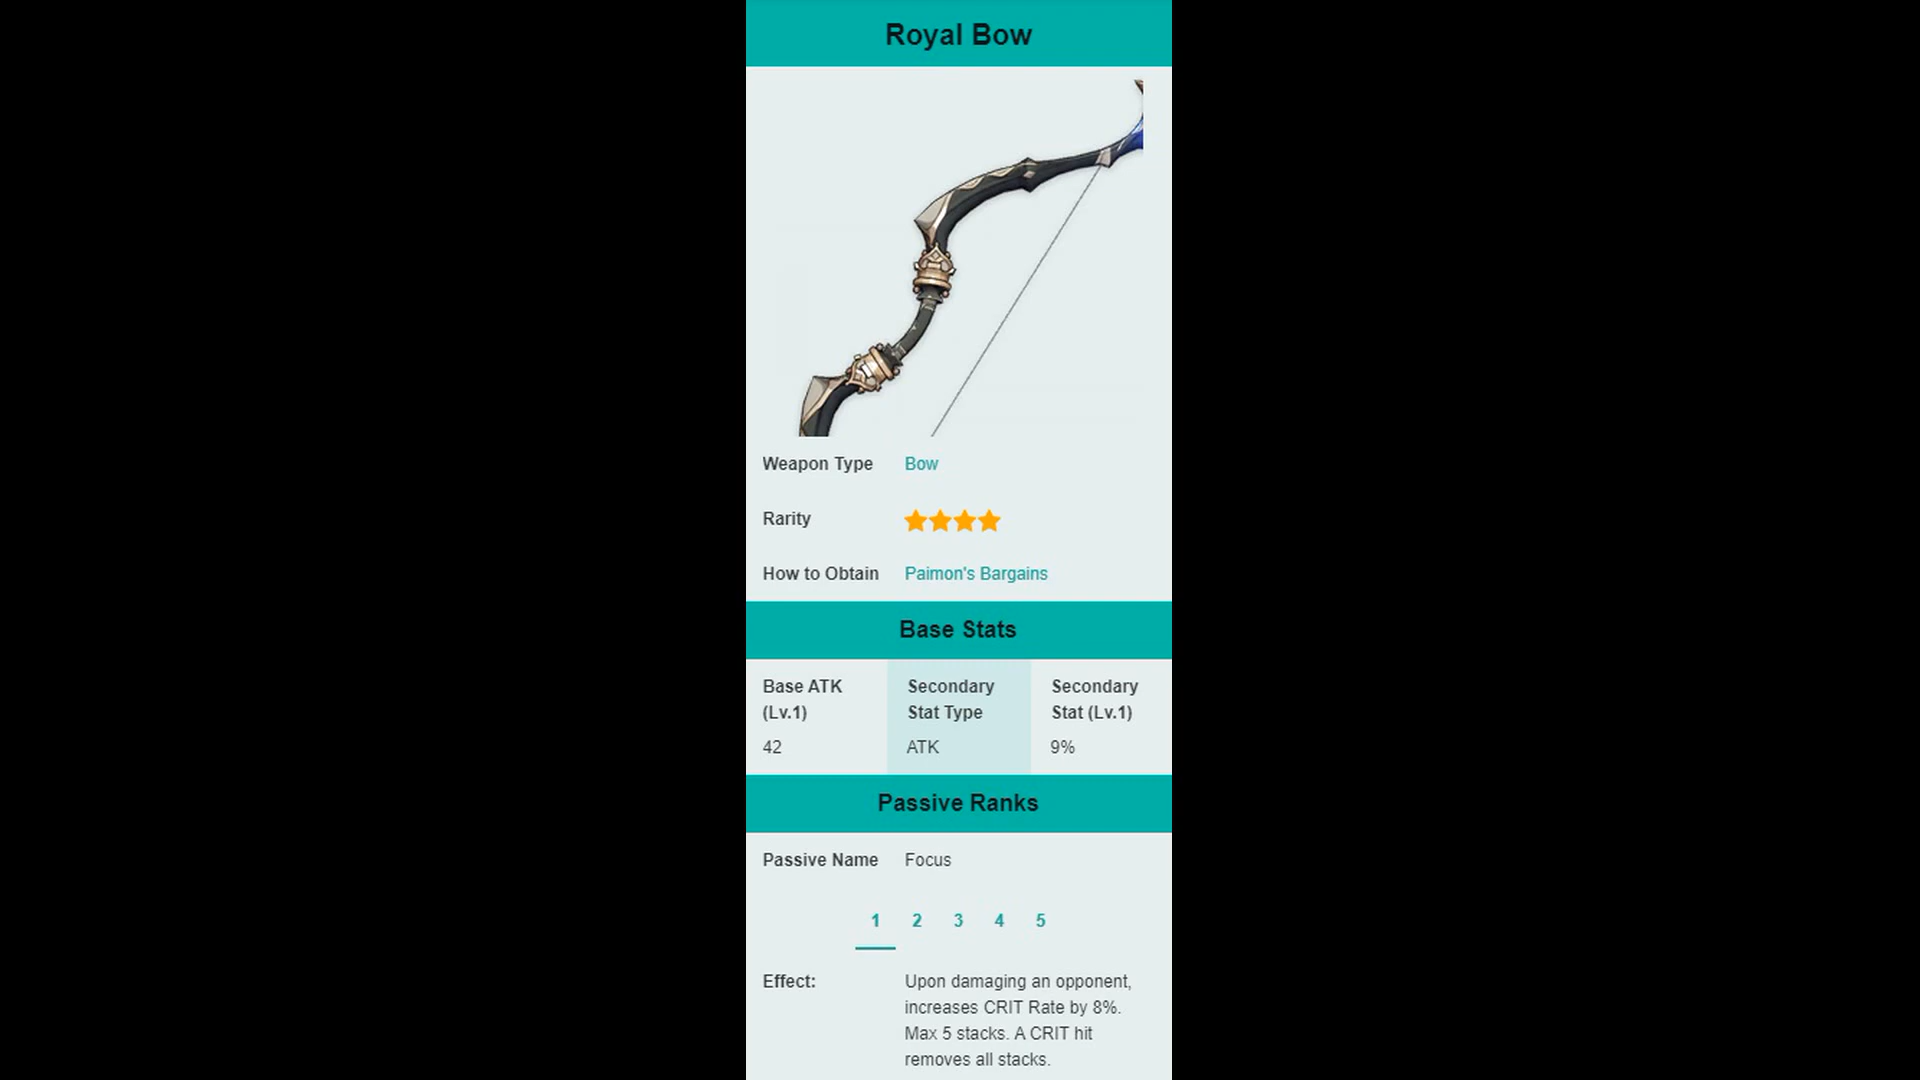 Royal Bow
Weapon Type Bow
Rarity
How to Obtain Paimon's Bargains
Base Stats
Base ATK
(Lv.1)
42
Secondary
Stat Type
ATK
Secondary
Stat (Lv.1)
9%
Passive Ranks
Passive Name Focus
1 2 3 4 5
Effect: Upon damaging an opponent,
increases CRIT Rate by 8%.
Max 5 stacks. A CRIT hit
removes all stacks.